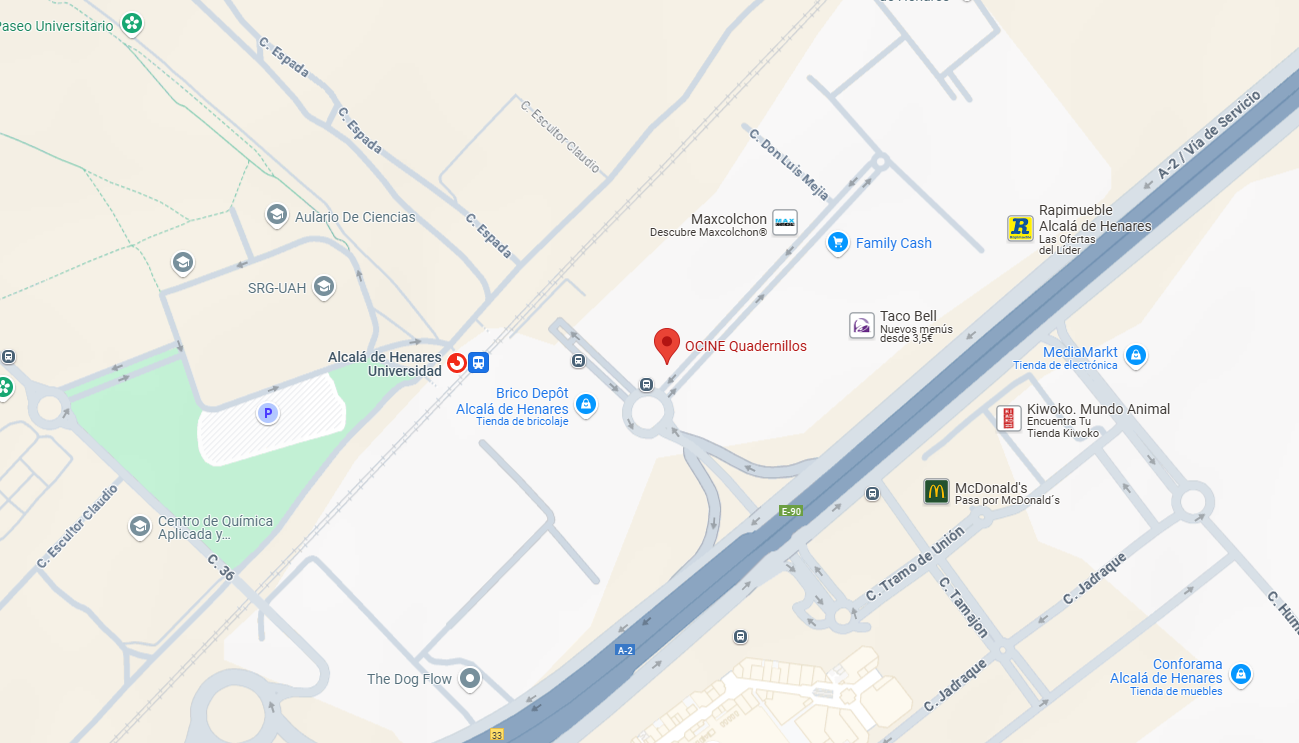 de Henares
Paseo Universitario
C. Espada
C. Espada
C. Escultor Claudio
A-2 / Vía de Servicio
C. Don Luis Mejia
Aulario De Ciencias
C. Espada
Maxcolchon
Descubre Maxcolchon®
MAX
Family Cash
R
Rapimueble
Alcalá de Henares
Las Ofertas
del Líder
SRG-UAH
Taco Bell
Nuevos menús
desde 3,5€
OCINE Quadernillos
Alcalá de Henares
Universidad
MediaMarkt
Tienda de electrónica
Brico Depôt
Alcalá de Henares
Tienda de bricolaje
P
Kiwoko. Mundo Animal
Encuentra Tu
Tienda Kiwoko
McDonald's
Pasa por McDonald´s
E-90
C. Escultor Claudio
Centro de Química
Aplicada y...
C. 36
C. Tramo de Unión
C. Tamajon
C. Jadraque
C. Hum
A-2
The Dog Flow
C. Jadraque
Conforama
Alcalá de Henares
Tienda de muebles
33